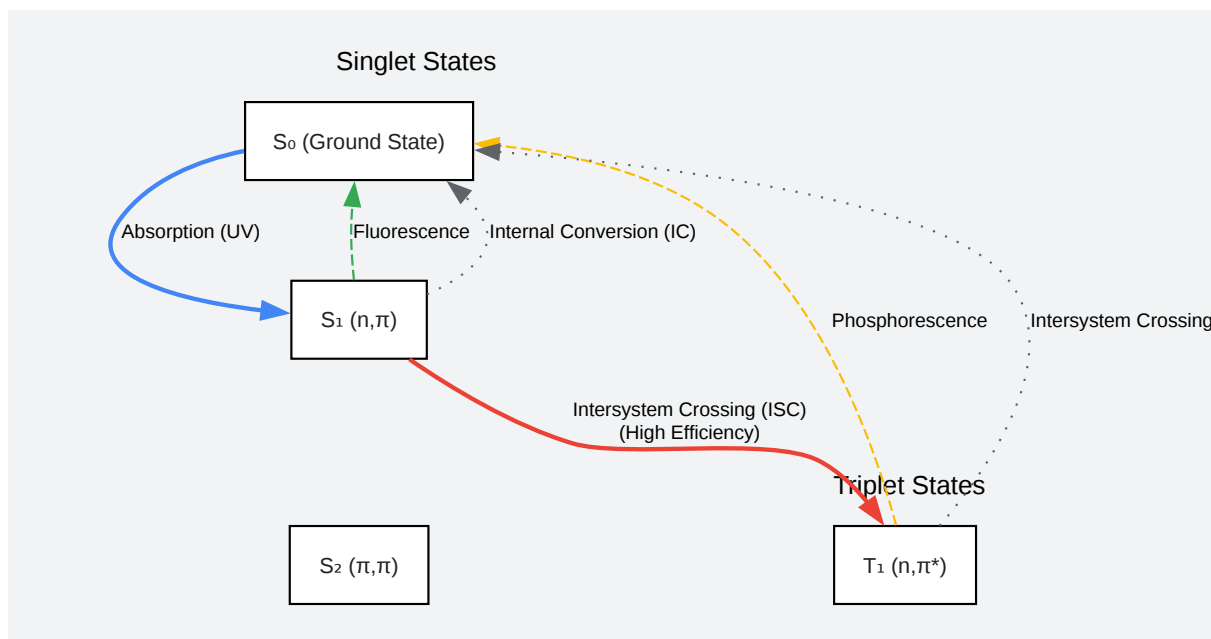 Singlet States
S₀ (Ground State)
Absorption (UV)
Fluorescence
Internal Conversion (IC)
S₁ (n,π)
Phosphorescence
Intersystem Crossing
Intersystem Crossing (ISC)
(High Efficiency)
Triplet States
S₂ (π,π)
T₁ (n,π*)